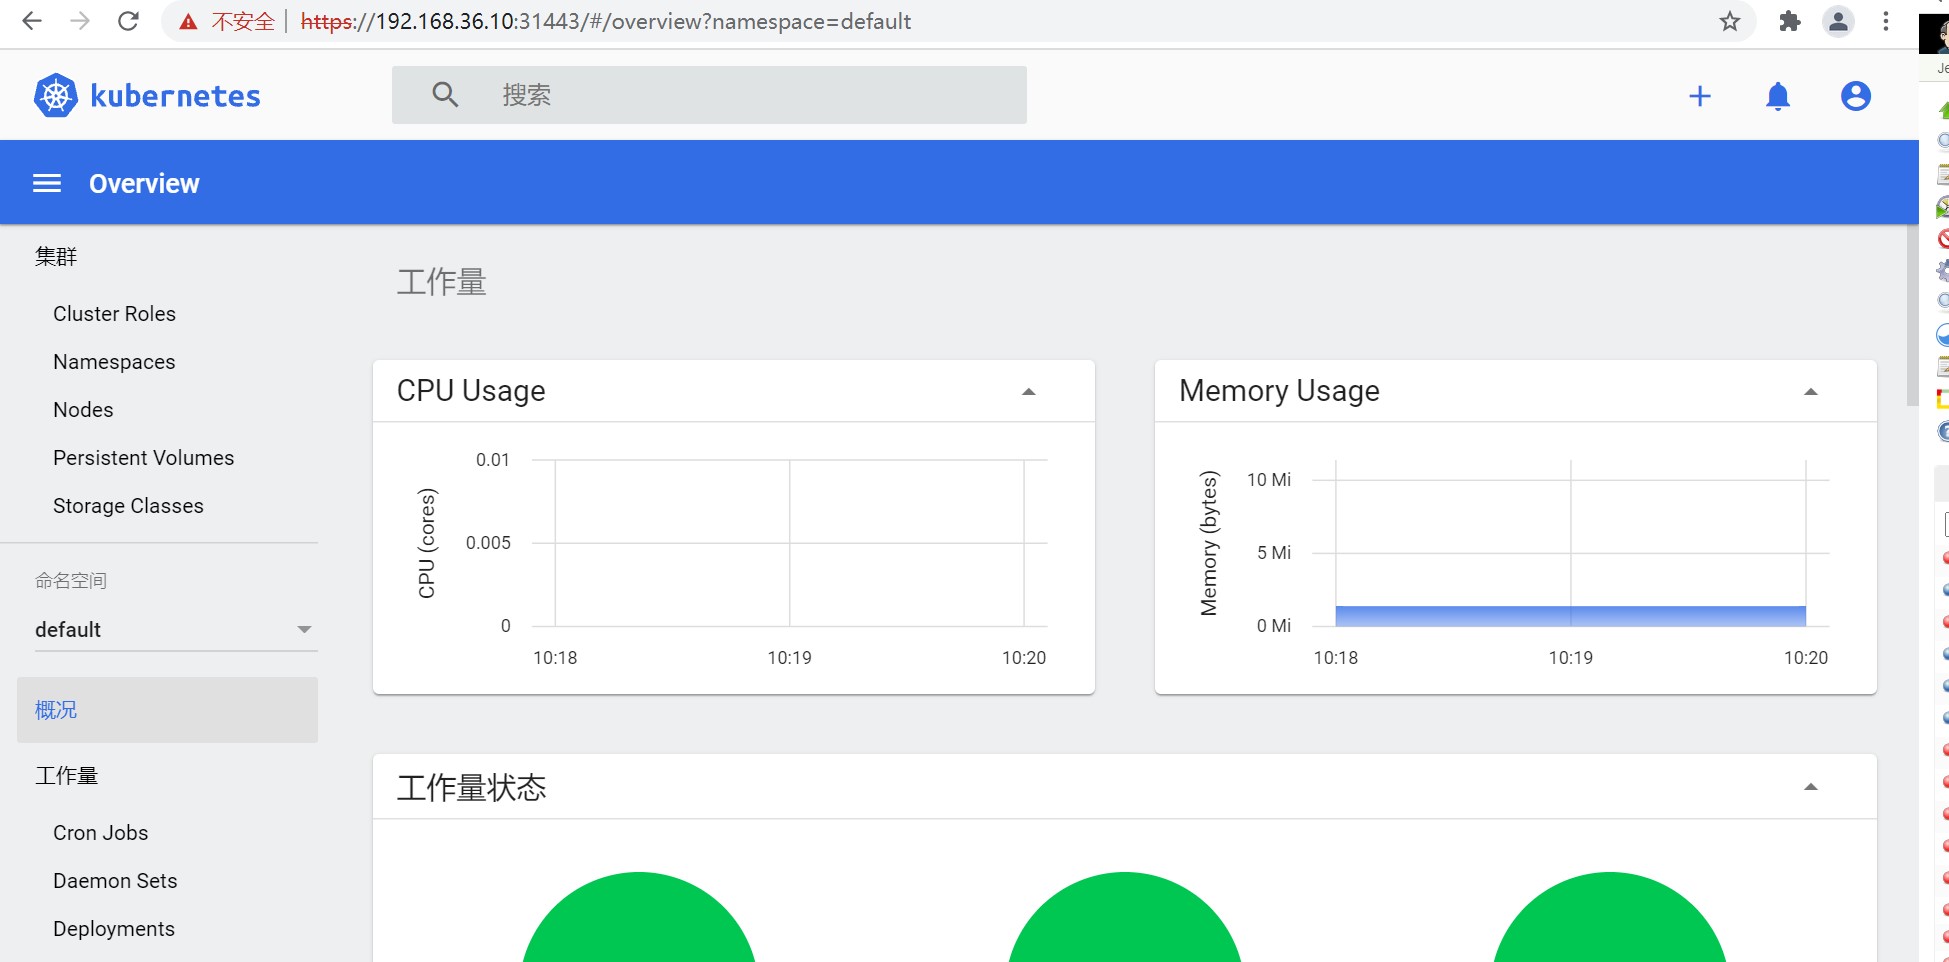 不安全 https://192.168.36.10:31443/#/overview?namespace=default
kubernetes
搜索
Overview
集群
Cluster Roles
Namespaces
Nodes
Persistent Volumes
Storage Classes
命名空间
default
概况
工作量
Cron Jobs
Daemon Sets
Deployments
工作量
CPU Usage
CPU (cores)
0.01
0.005
0
10:18
10:19
10:20
Memory Usage
Memory (bytes)
10 Mi
5 Mi
0 Mi
10:18
10:19
10:20
工作量状态
Je